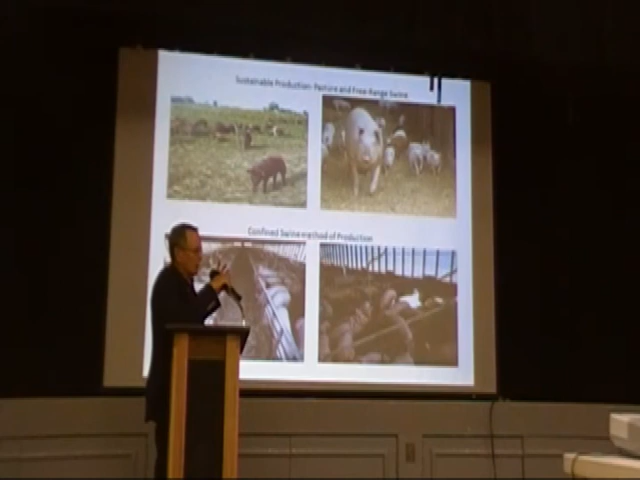 Sustainable Production- Pasture and Free-Range Swine
Confined Swine method of Production